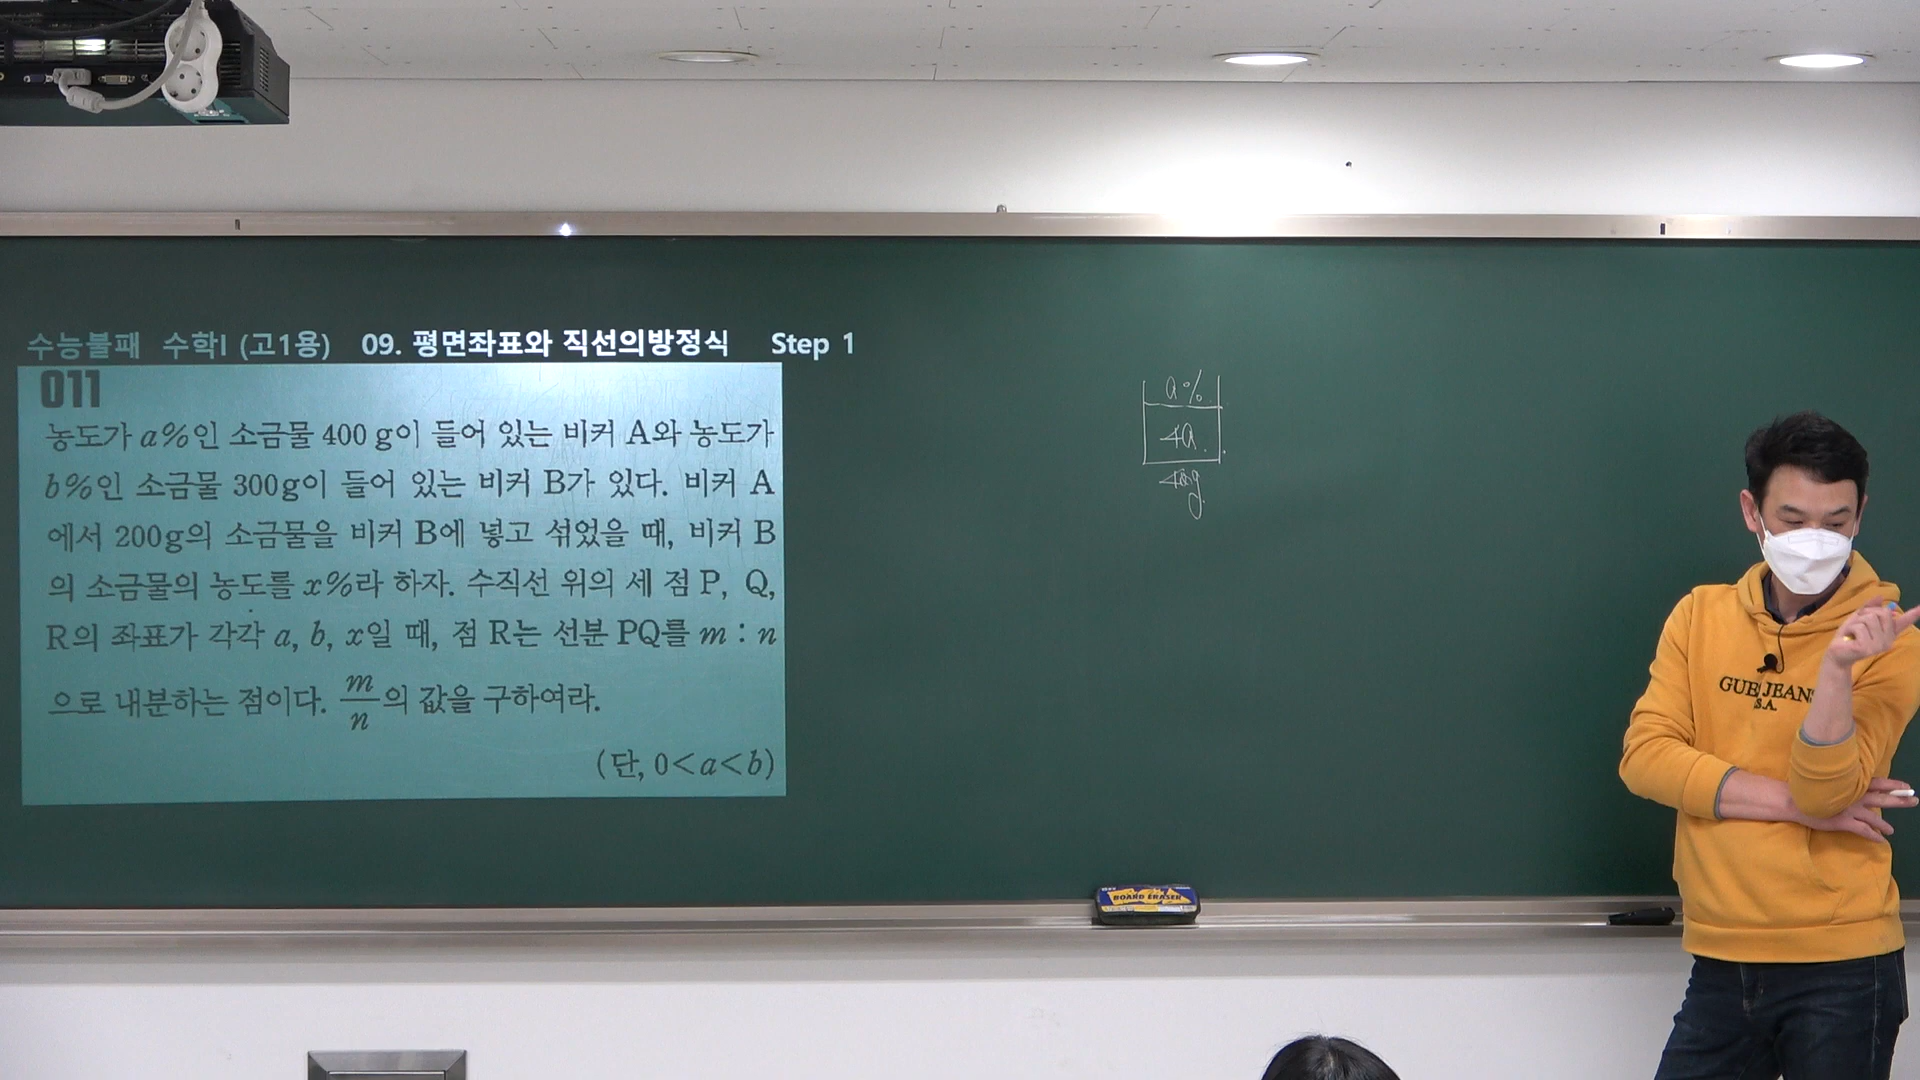 수능불패 수학I (고1용) 09. 평면좌표와 직선의방정식 Step 1
011
농도가 a%인 소금물 400 g이 들어 있는 비커 A와 농도가
b%인 소금물 300g이 들어 있는 비커 B가 있다. 비커 A
에서 200g의 소금물을 비커 B에 넣고 섞었을 때, 비커 B
의 소금물의 농도를 x%라 하자. 수직선 위의 세 점 P, Q,
R의 좌표가 각각 a, b, x일 때, 점 R는 선분 PQ를 m : n
으로 내분하는 점이다. m/n의 값을 구하여라.
(단, 0<a<b)
a%
4a
400g
BOARD ERASER
GUE JEANS
S.A.